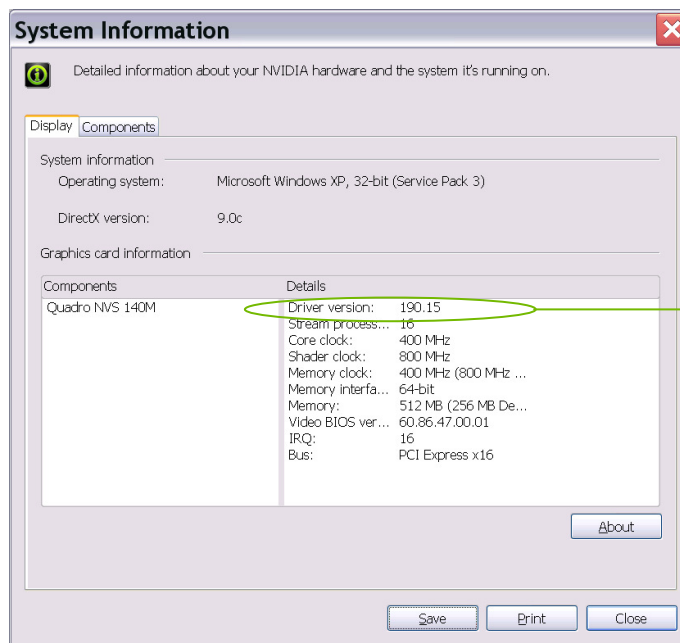 System Information
Detailed information about your NVIDIA hardware and the system it's running on.
Display Components
System information
Operating system: Microsoft Windows XP, 32-bit (Service Pack 3)
DirectX version: 9.0c
Graphics card information
Components Details
Quadro NVS 140M Driver version: 190.15
Stream process... 16
Core clock: 400 MHz
Shader clock: 800 MHz
Memory clock: 400 MHz (800 MHz ...
Memory interfa... 64-bit
Memory: 512 MB (256 MB De...
Video BIOS ver... 60.86.47.00.01
IRQ: 16
Bus: PCI Express x16
About
Save Print Close